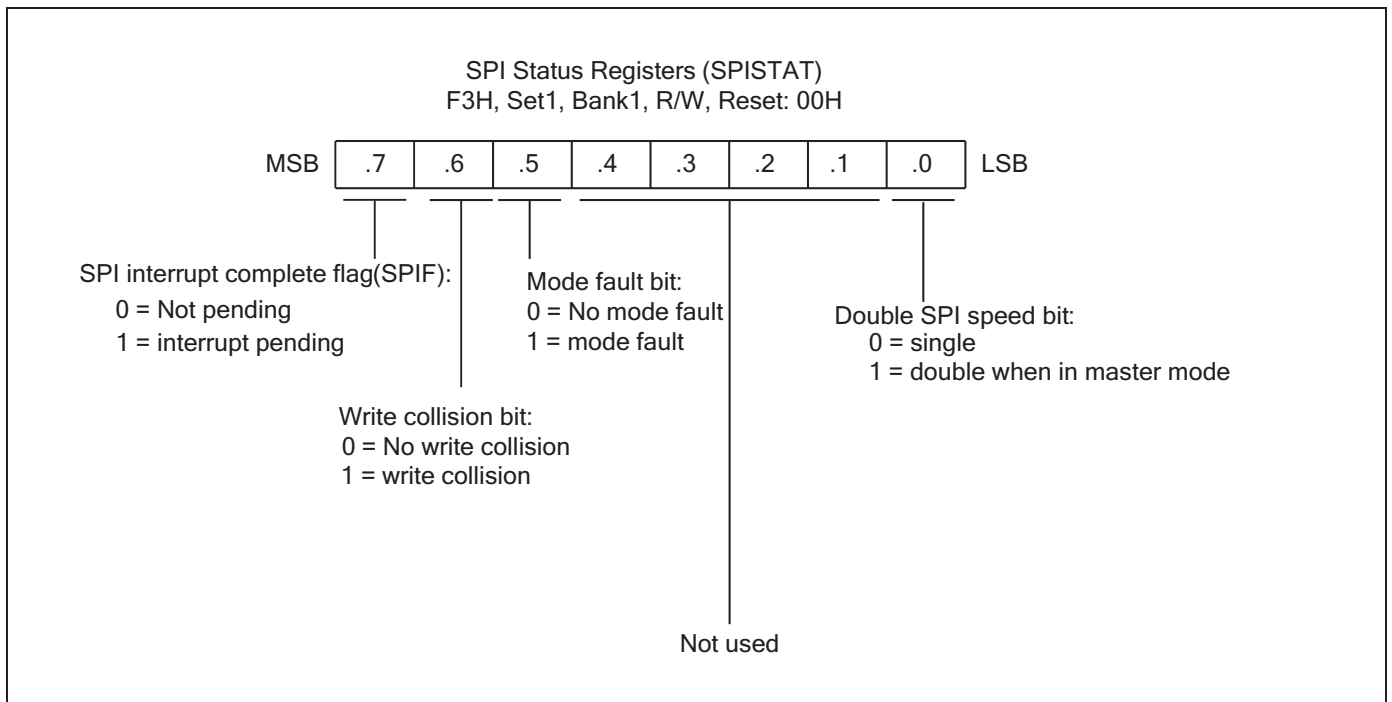 SPI Status Registers (SPISTAT)
F3H, Set1, Bank1, R/W, Reset: 00H
MSB .7 .6 .5 .4 .3 .2 .1 .0 LSB
SPI interrupt complete flag(SPIF):
0 = Not pending
1 = interrupt pending
Mode fault bit:
0 = No mode fault
1 = mode fault
Double SPI speed bit:
0 = single
1 = double when in master mode
Write collision bit:
0 = No write collision
1 = write collision
Not used